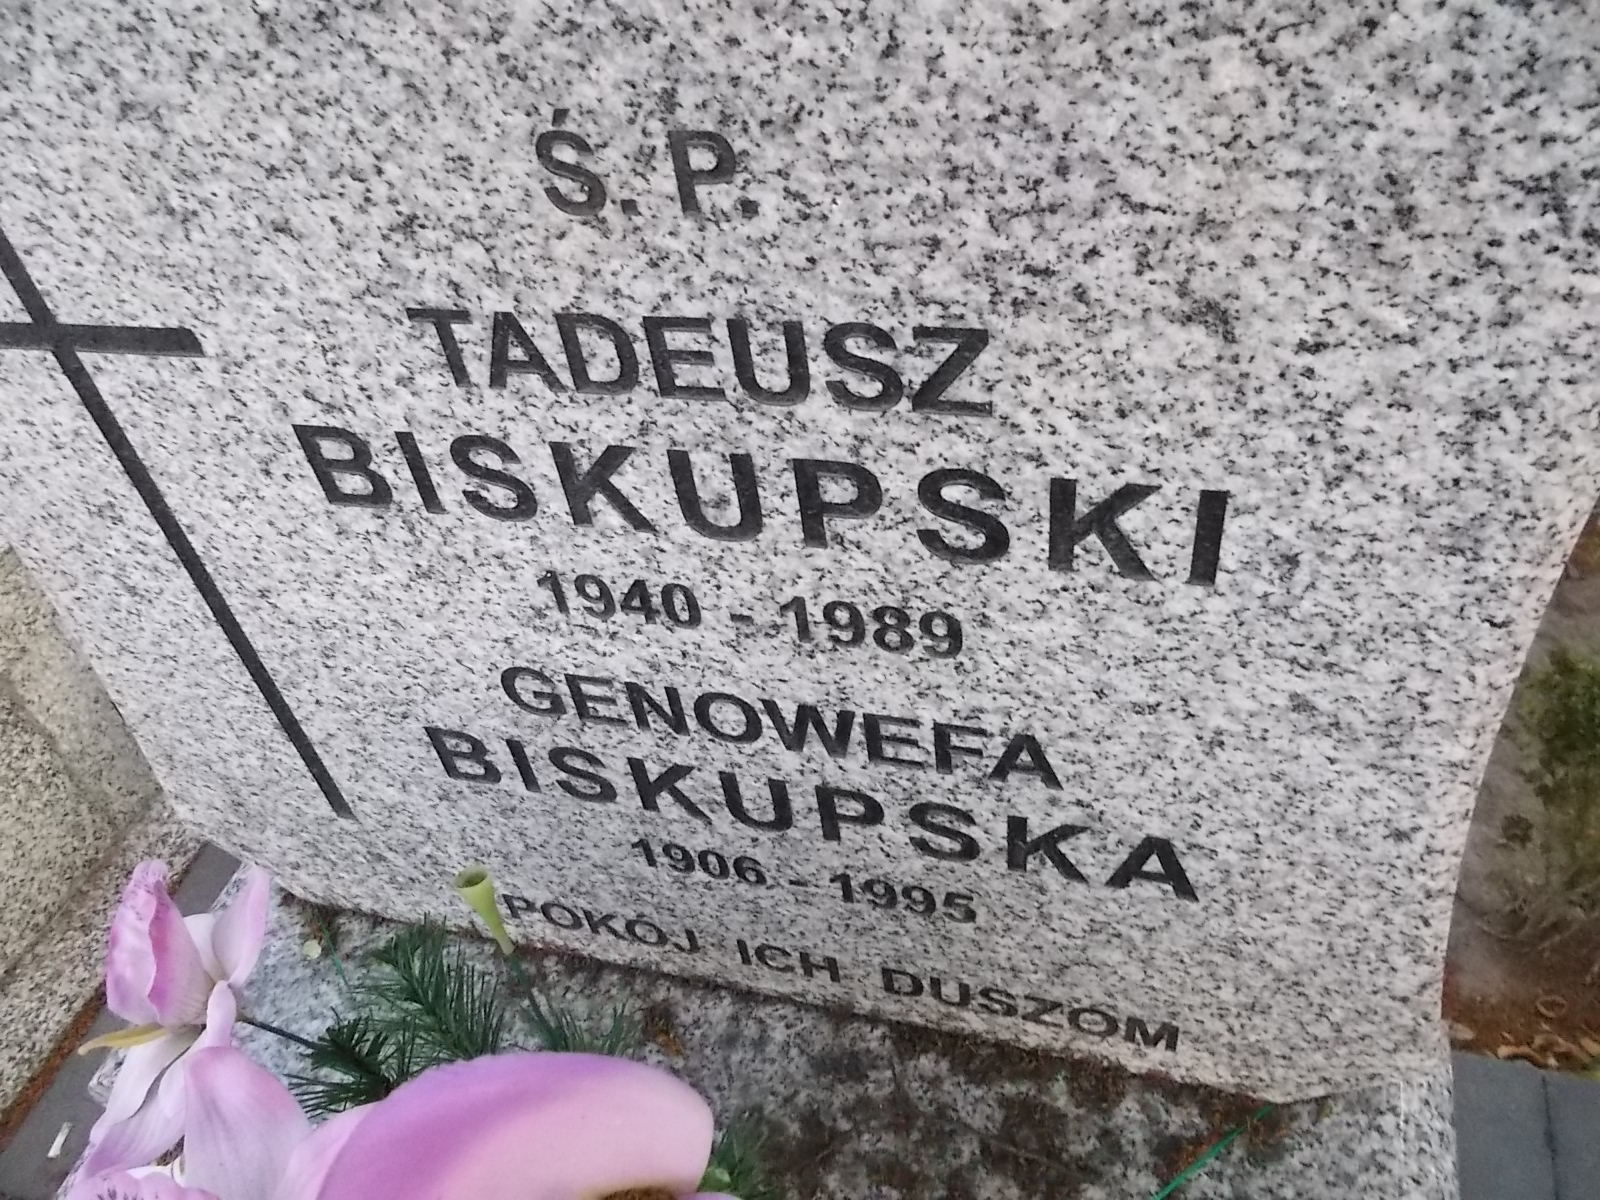 Ś. P.
TADEUSZ
BISKUPSKI
1940 - 1989
GENOWEFA
BISKUPSKA
1906 - 1995
POKÓJ ICH DUSZOM